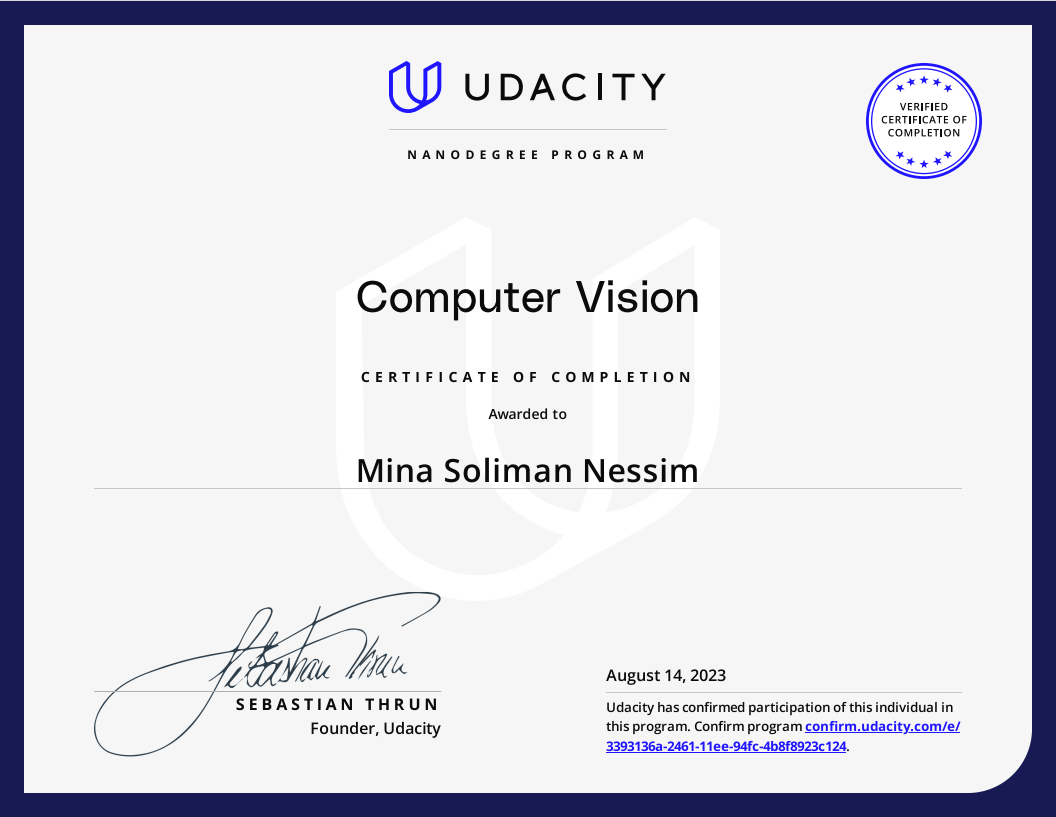 UDACITY
NANODEGREE PROGRAM
VERIFIED
CERTIFICATE OF
COMPLETION
Computer Vision
CERTIFICATE OF COMPLETION
Awarded to
Mina Soliman Nessim
Sebastian Thrun
SEBASTIAN THRUN
Founder, Udacity
August 14, 2023
Udacity has confirmed participation of this individual in
this program. Confirm program confirm.udacity.com/e/
3393136a-2461-11ee-94fc-4b8f8923c124.